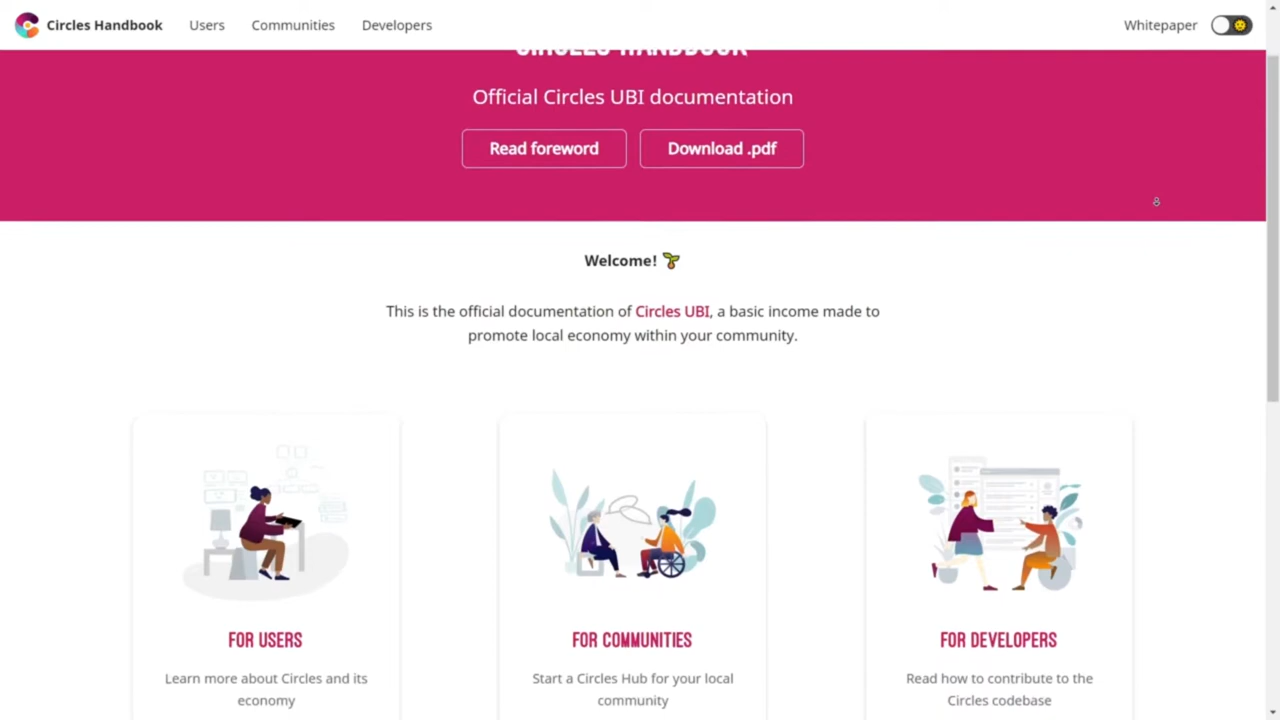 Circles Handbook Users Communities Developers Whitepaper
CIRCLES HANDBOOK
Official Circles UBI documentation
Read foreword Download .pdf
Welcome!
This is the official documentation of Circles UBI, a basic income made to
promote local economy within your community.
FOR USERS
Learn more about Circles and its
economy
FOR COMMUNITIES
Start a Circles Hub for your local
community
FOR DEVELOPERS
Read how to contribute to the
Circles codebase